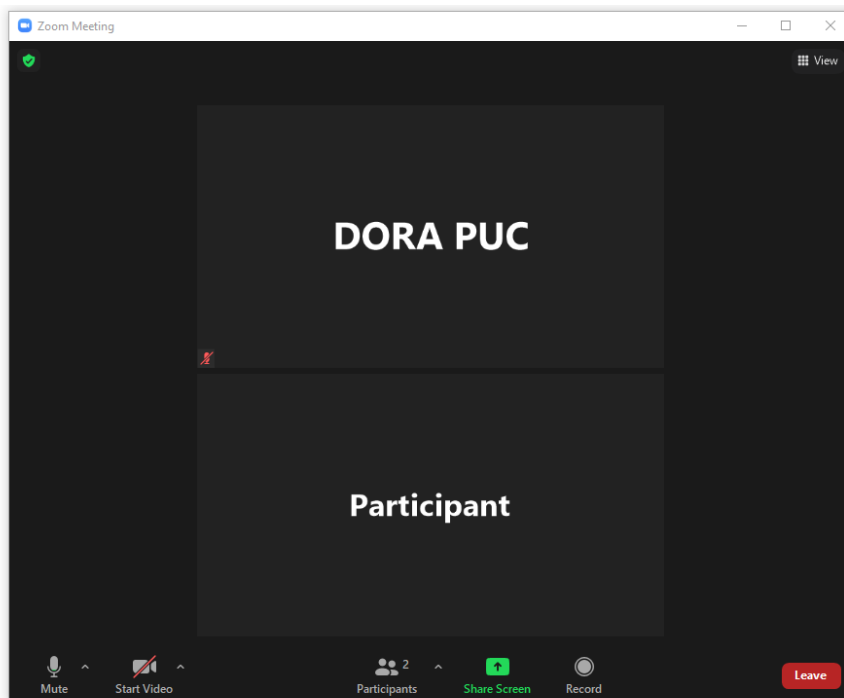 Zoom Meeting
View
DORA PUC
Participant
2
Mute
Start Video
Participants
Share Screen
Record
Leave